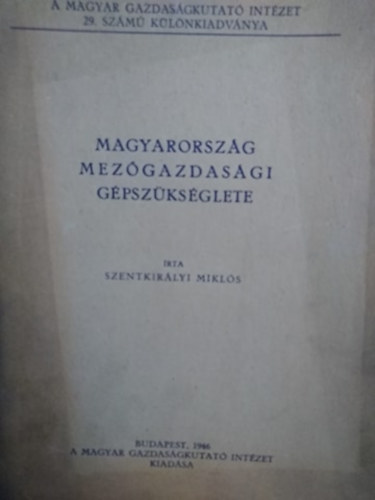 A MAGYAR GAZDASÁGKUTATÓ INTÉZET
29. SZÁMÚ KÜLÖNKIADVÁNYA
MAGYARORSZÁG
MEZŐGAZDASÁGI
GÉPSZÜKSÉGLETE
ÍRTA
SZENTKIRÁLYI MIKLÓS
BUDAPEST, 1946
A MAGYAR GAZDASÁGKUTATÓ INTÉZET
KIADÁSA